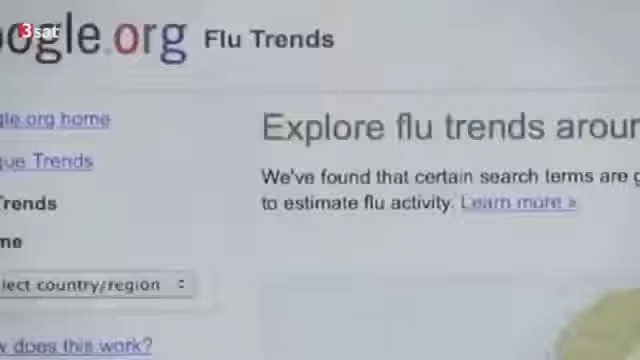 3sat
oogle.org Flu Trends
gle.org home
gue Trends
Trends
me
lect country/region
w does this work?
Explore flu trends arour
We've found that certain search terms are g
to estimate flu activity. Learn more »